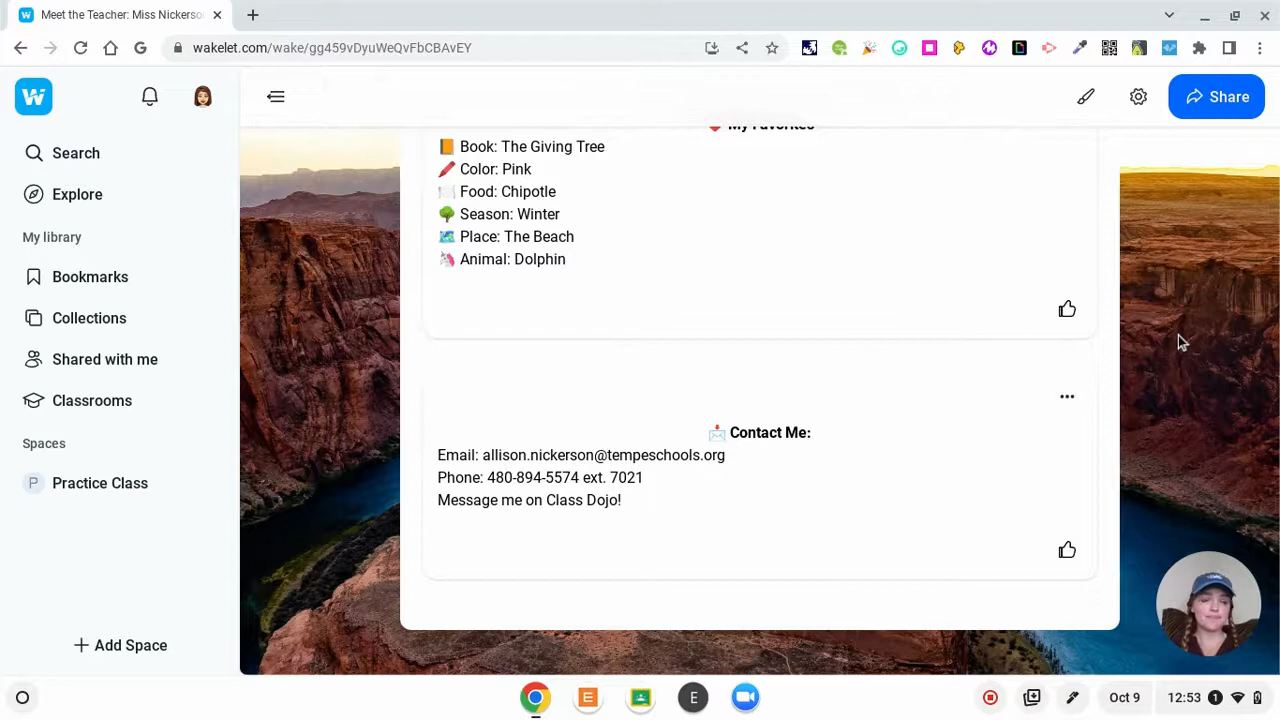 Meet the Teacher: Miss Nickerso
wakelet.com/wake/gg459vDyuWeQvFbCBAvEY
Share
Search
Explore
My library
Bookmarks
Collections
Shared with me
Classrooms
Spaces
P Practice Class
Add Space
My Favorites
Book: The Giving Tree
Color: Pink
Food: Chipotle
Season: Winter
Place: The Beach
Animal: Dolphin
Contact Me:
Email: allison.nickerson@tempeschools.org
Phone: 480-894-5574 ext. 7021
Message me on Class Dojo!
E
E
Oct 9
12:53
1